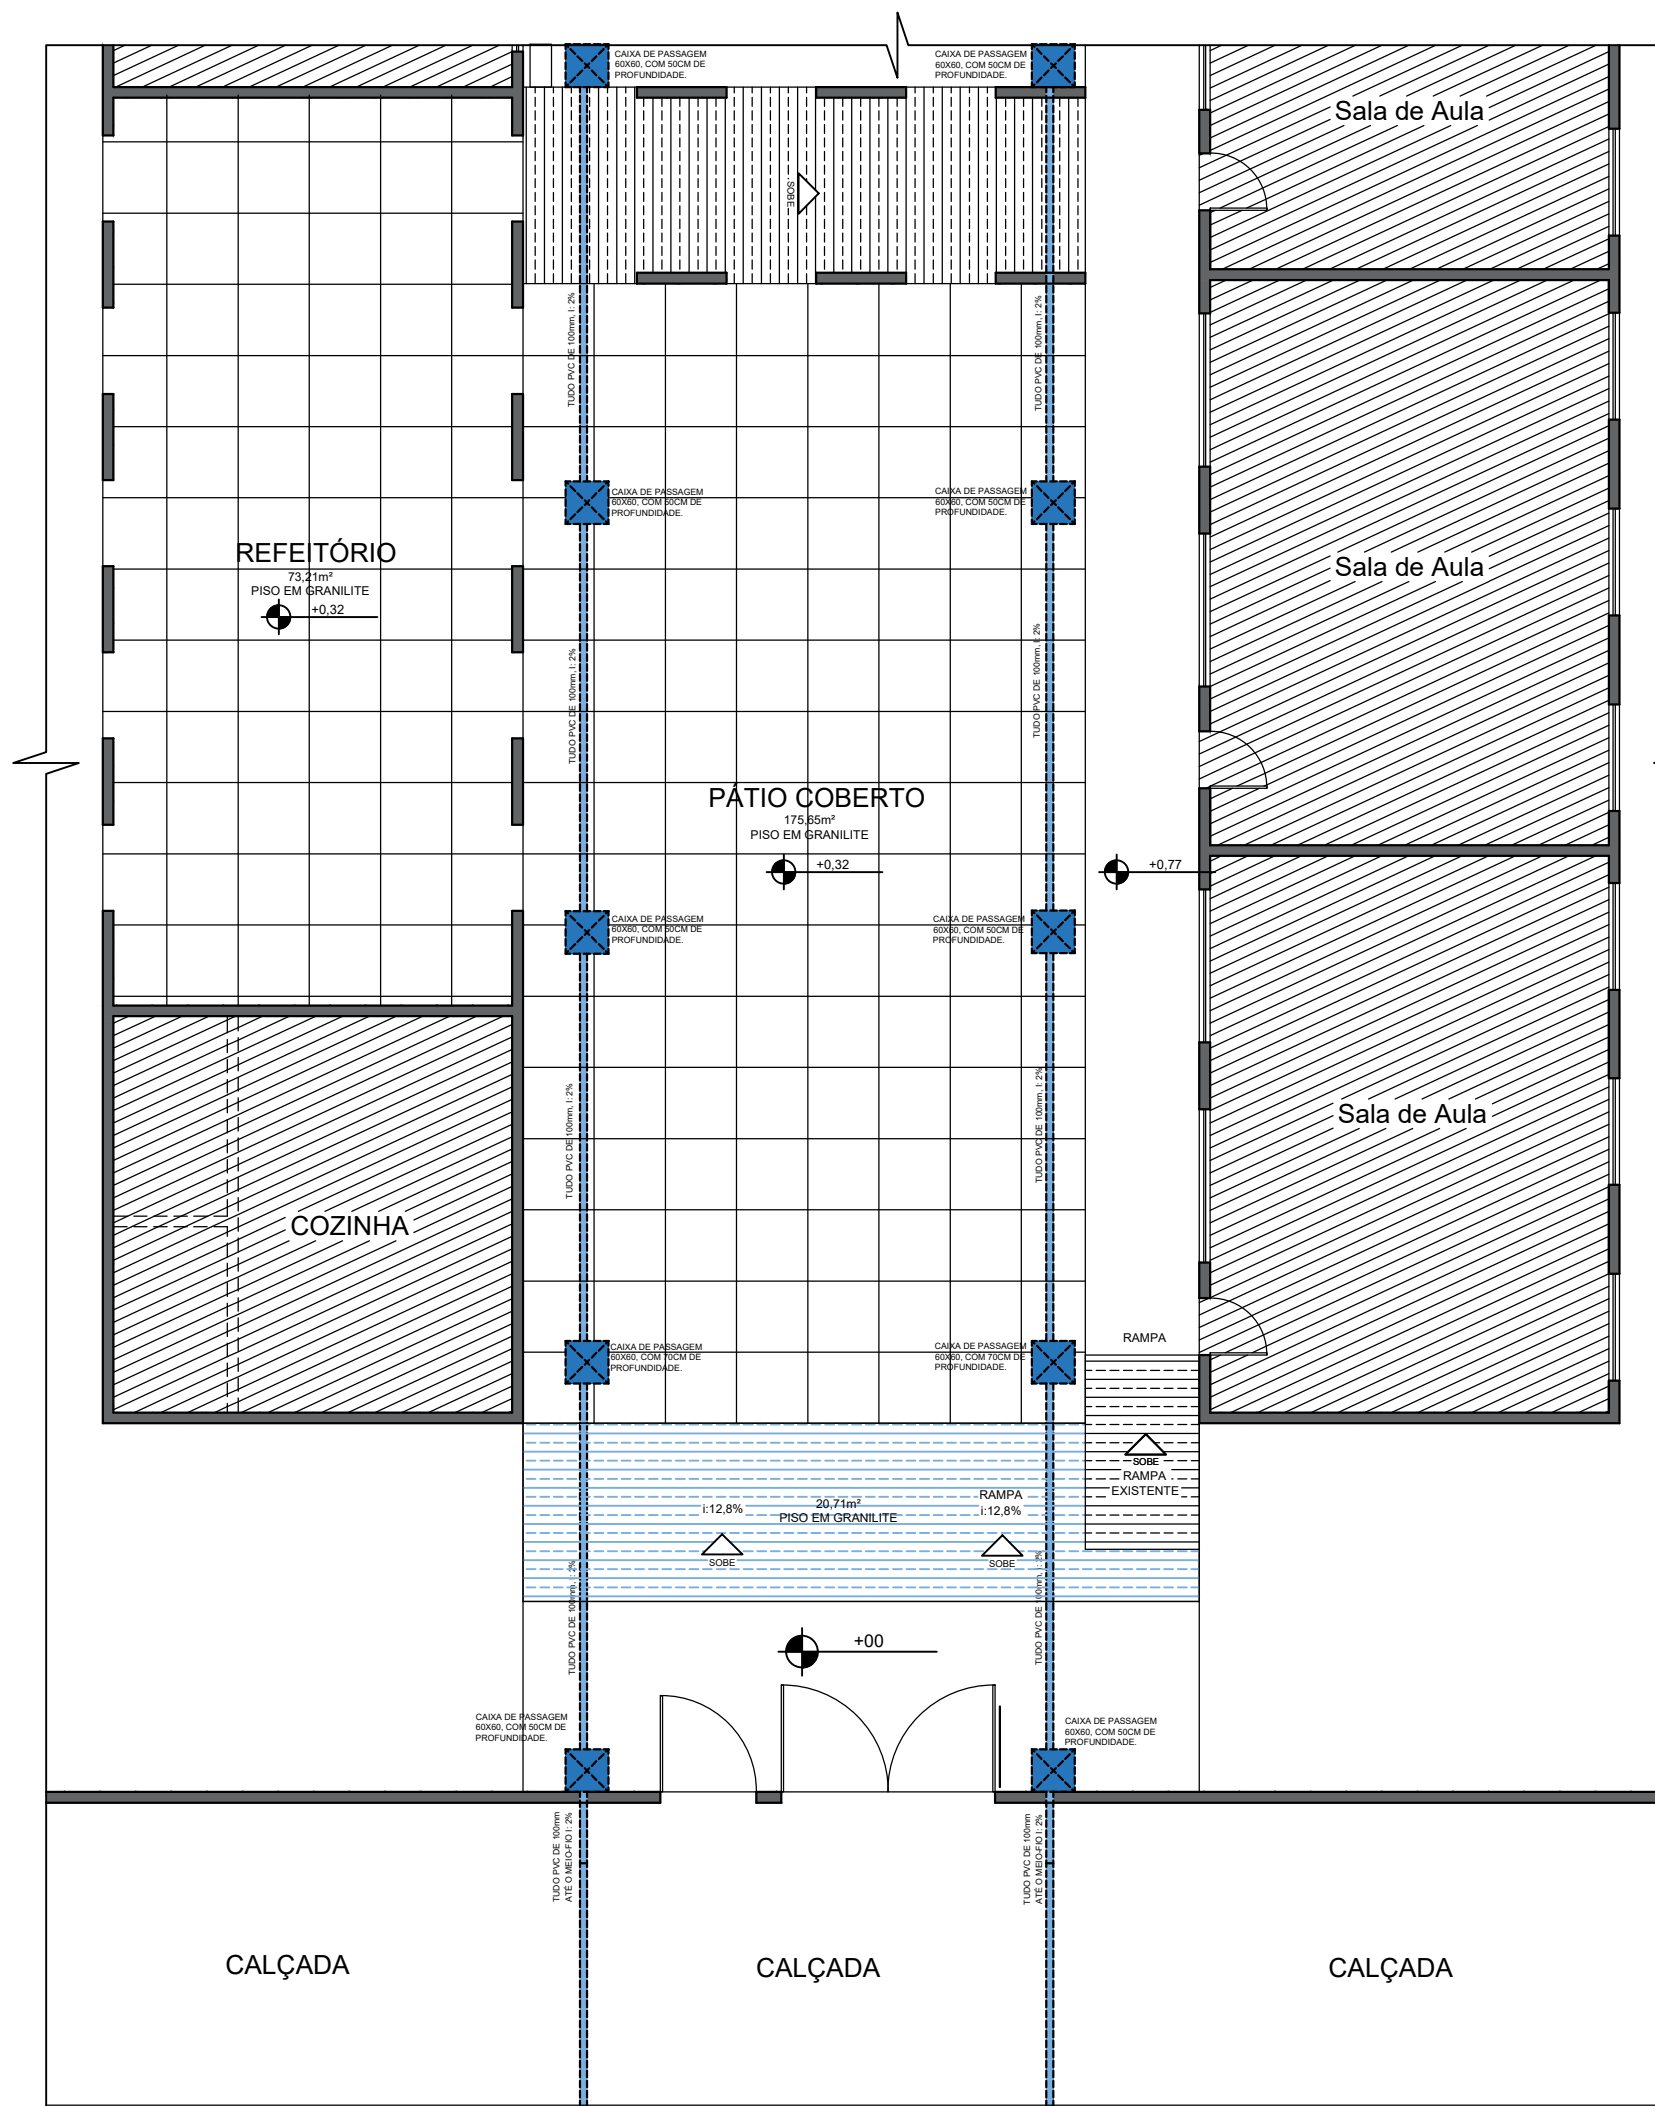 CAIXA DE PASSAGEM
60X60, COM 50CM DE
PROFUNDIDADE.
CAIXA DE PASSAGEM
60X60, COM 50CM DE
PROFUNDIDADE.
Sala de Aula
SOBE
TUDO PVC DE 100mm, I: 2%
TUDO PVC DE 100mm, I: 2%
CAIXA DE PASSAGEM
60X60, COM 50CM DE
PROFUNDIDADE.
CAIXA DE PASSAGEM
60X60, COM 50CM DE
PROFUNDIDADE.
REFEITÓRIO
73,21m²
PISO EM GRANILITE
+0,32
Sala de Aula
TUDO PVC DE 100mm, I: 2%
TUDO PVC DE 100mm, I: 2%
PÁTIO COBERTO
175,65m²
PISO EM GRANILITE
+0,32
+0,77
CAIXA DE PASSAGEM
60X60, COM 50CM DE
PROFUNDIDADE.
CAIXA DE PASSAGEM
60X60, COM 50CM DE
PROFUNDIDADE.
TUDO PVC DE 100mm, I: 2%
TUDO PVC DE 100mm, I: 2%
Sala de Aula
COZINHA
CAIXA DE PASSAGEM
60X60, COM 70CM DE
PROFUNDIDADE.
CAIXA DE PASSAGEM
60X60, COM 70CM DE
PROFUNDIDADE.
RAMPA
SOBE
RAMPA
EXISTENTE
i:12,8%
20,71m²
PISO EM GRANILITE
RAMPA
i:12,8%
SOBE
SOBE
TUDO PVC DE 100mm, I: 2%
TUDO PVC DE 100mm, I: 2%
+00
CAIXA DE PASSAGEM
60X60, COM 50CM DE
PROFUNDIDADE.
CAIXA DE PASSAGEM
60X60, COM 50CM DE
PROFUNDIDADE.
TUDO PVC DE 100mm
ATÉ O MEIO-FIO I: 2%
TUDO PVC DE 100mm
ATÉ O MEIO-FIO I: 2%
CALÇADA
CALÇADA
CALÇADA